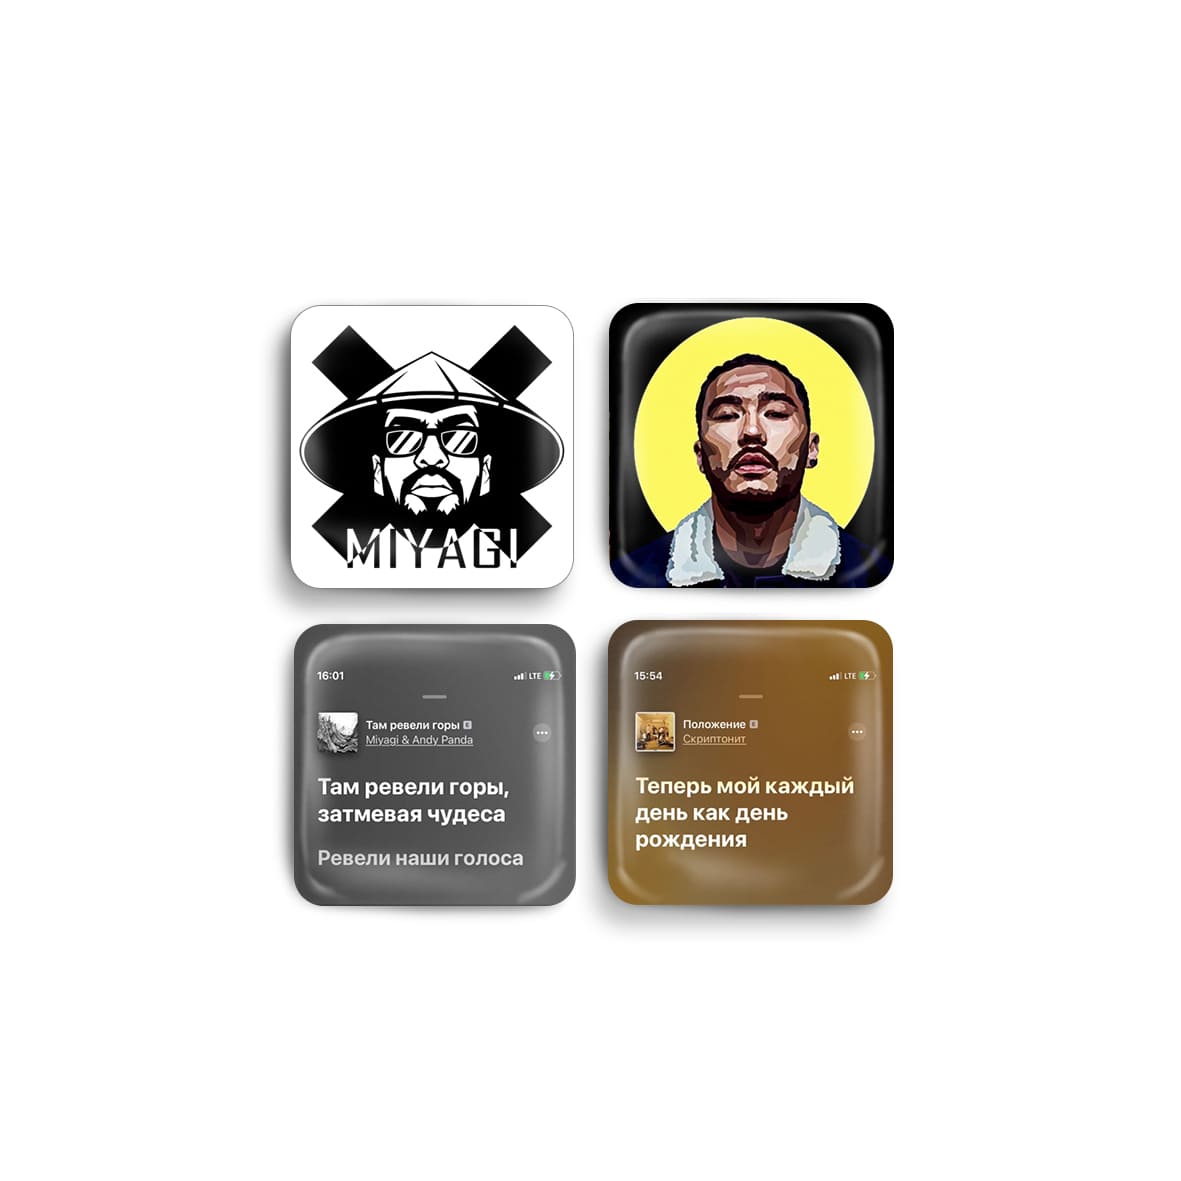 MIYAGI
16:01
LTE
Там ревели горы E
Miyagi & Andy Panda
Там ревели горы,
затмевая чудеса
Ревели наши голоса
15:54
LTE
Положение E
Скриптонит
Теперь мой каждый
день как день
рождения